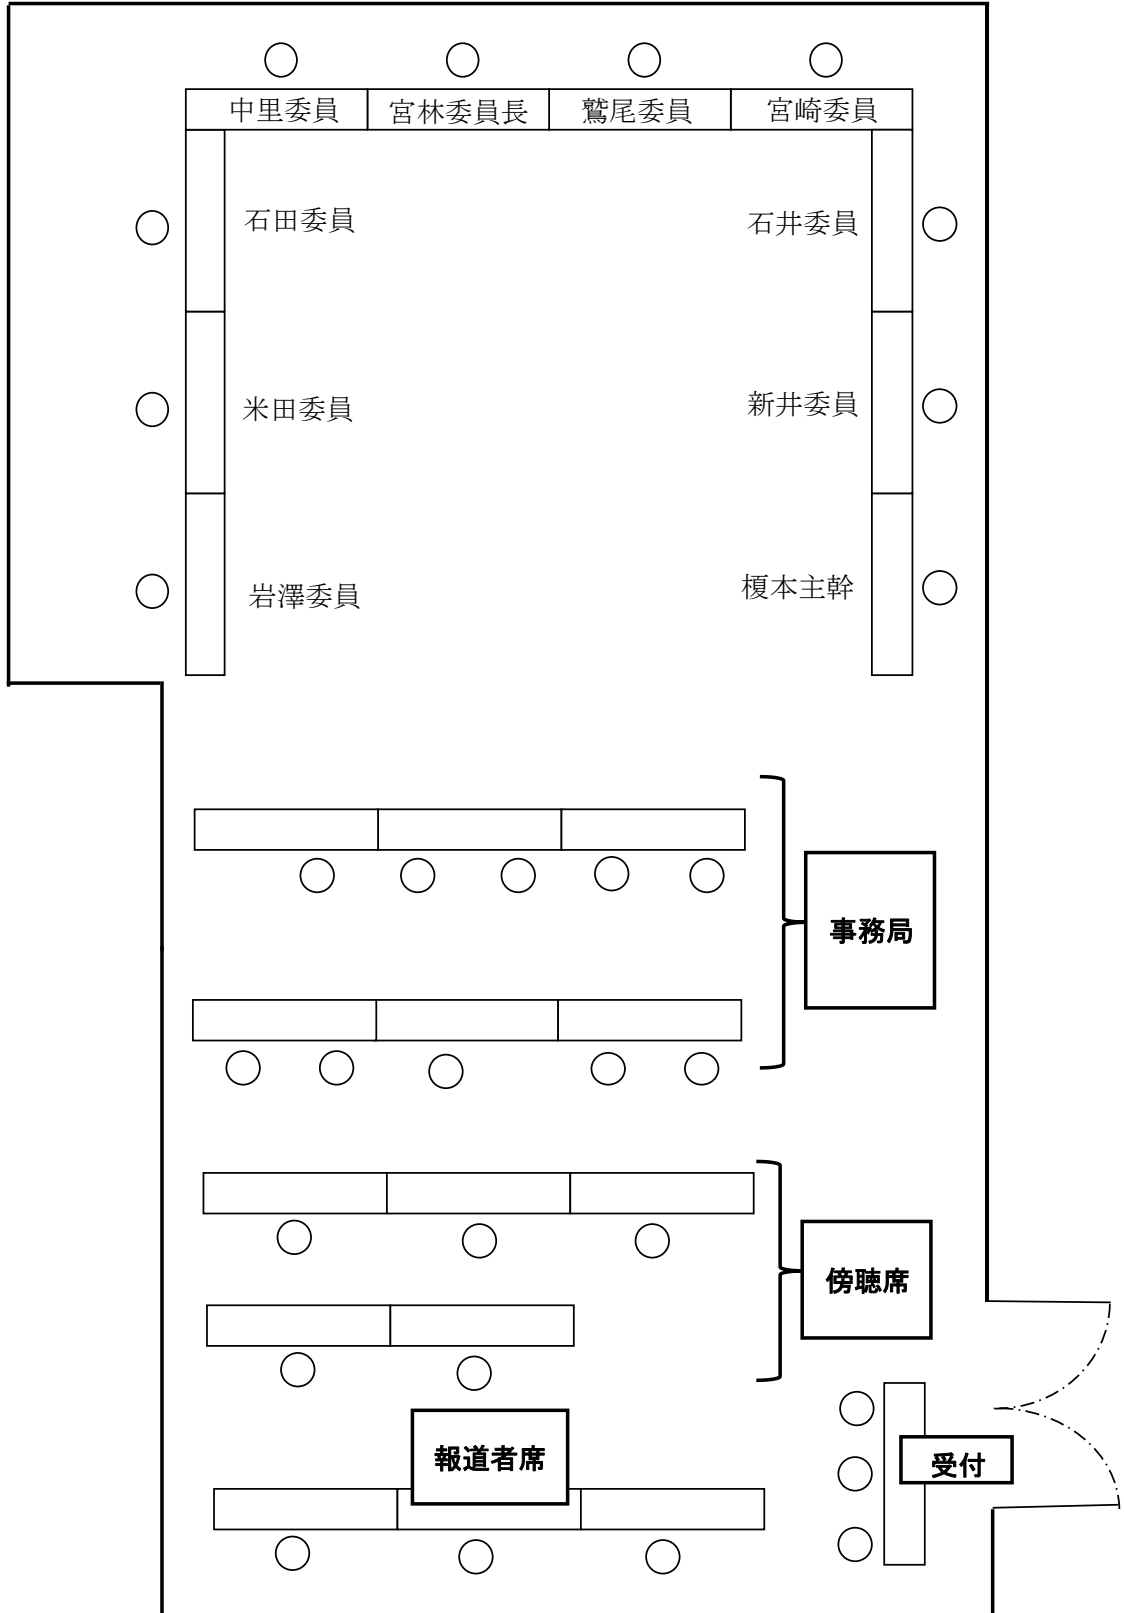 中里委員
宮林委員長
鷲尾委員
宮崎委員
石田委員
石井委員
米田委員
新井委員
岩澤委員
榎本主幹
事務局
傍聴席
報道者席
受付